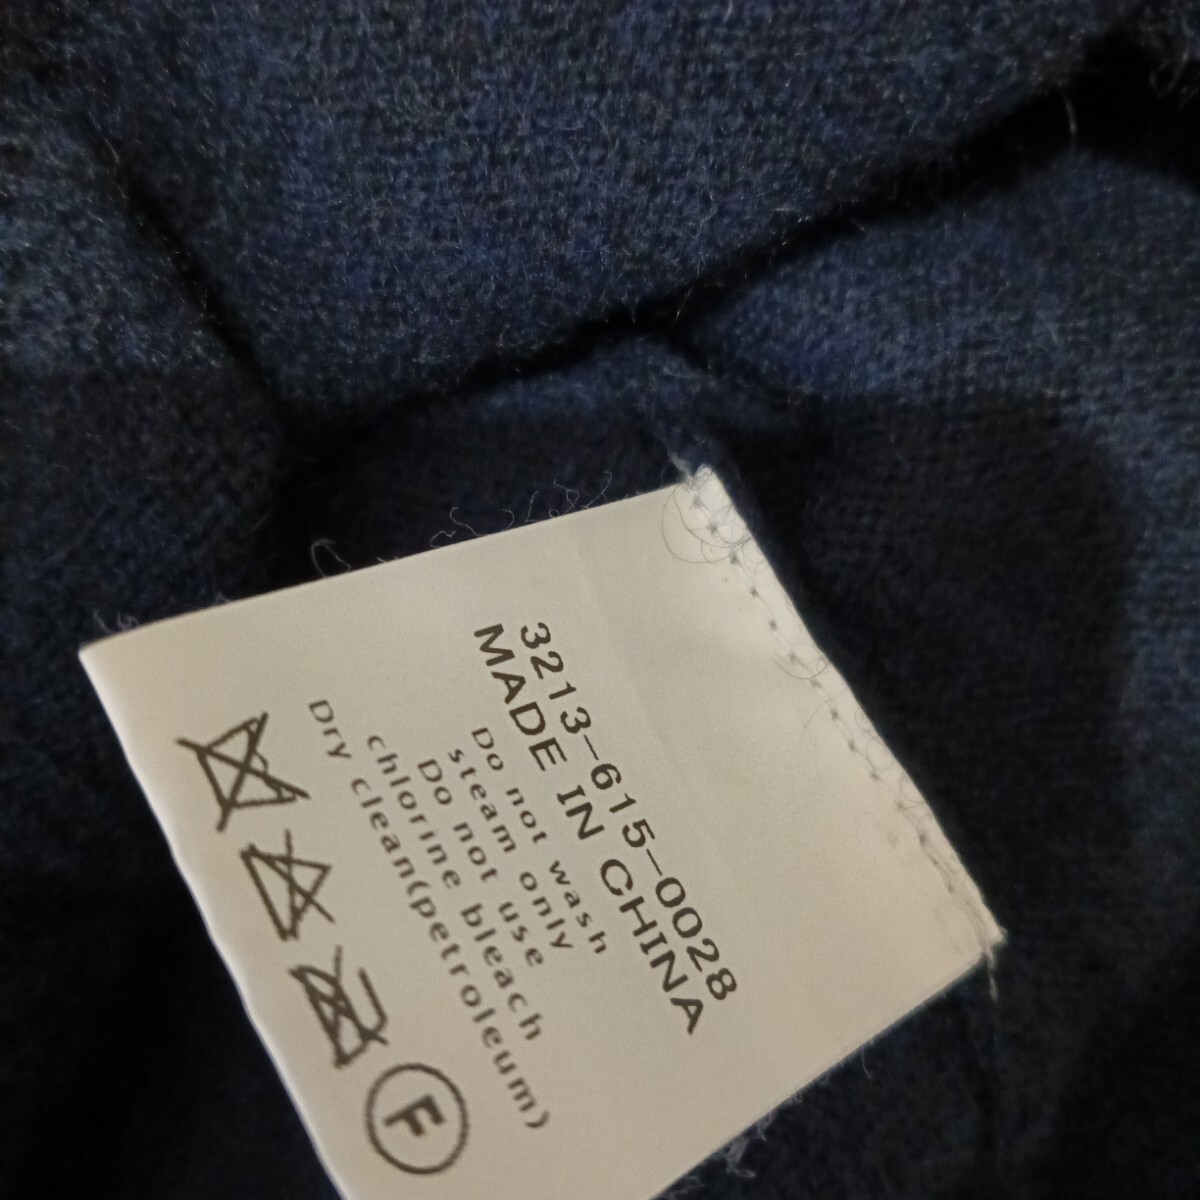 3213-615-0028
MADE IN CHINA
Do not wash
steam only
Do not use
chlorine bleach
Dry clean(petroleum)
F